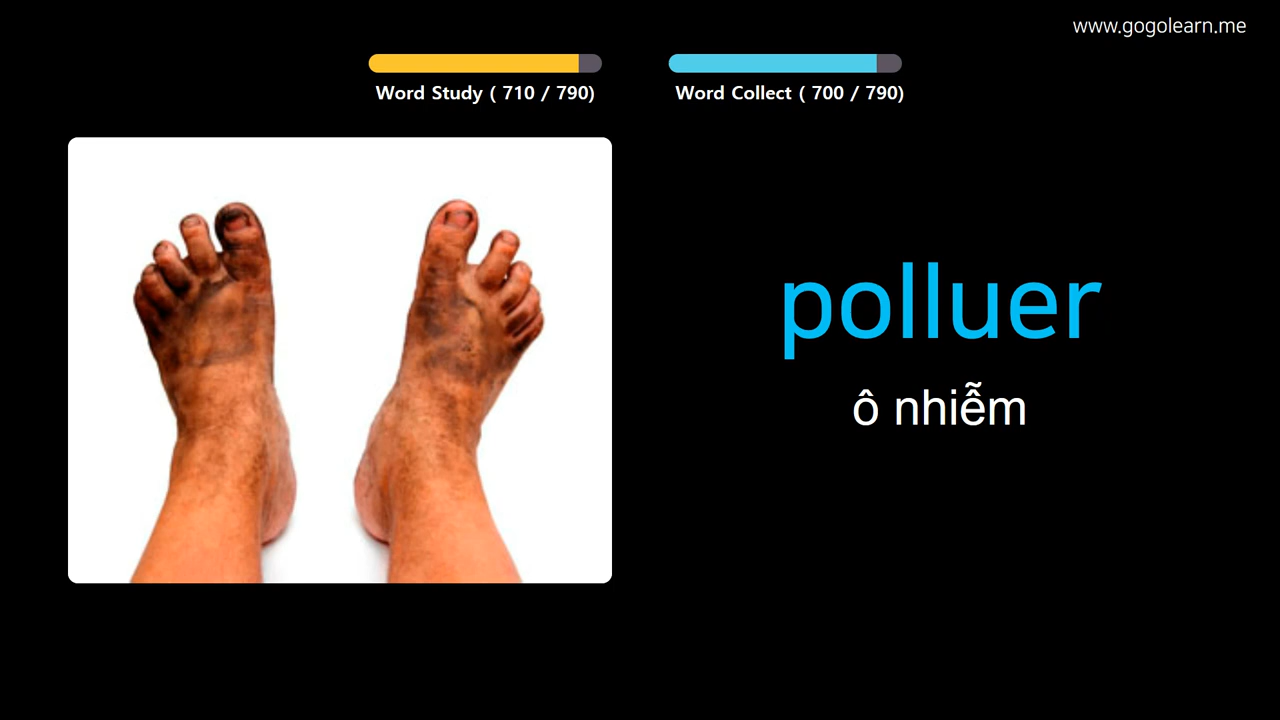 www.gogolearn.me
Word Study ( 710 / 790)
Word Collect ( 700 / 790)
polluer
ô nhiễm